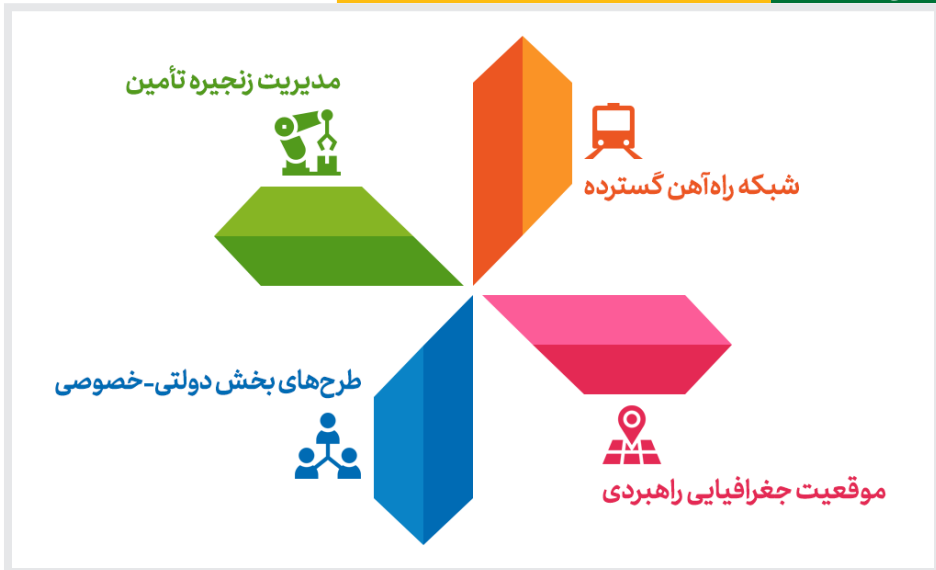 مدیریت زنجیره تأمین
شبکه راه‌آهن گسترده
طرح‌های بخش دولتی-خصوصی
موقعیت جغرافیایی راهبردی